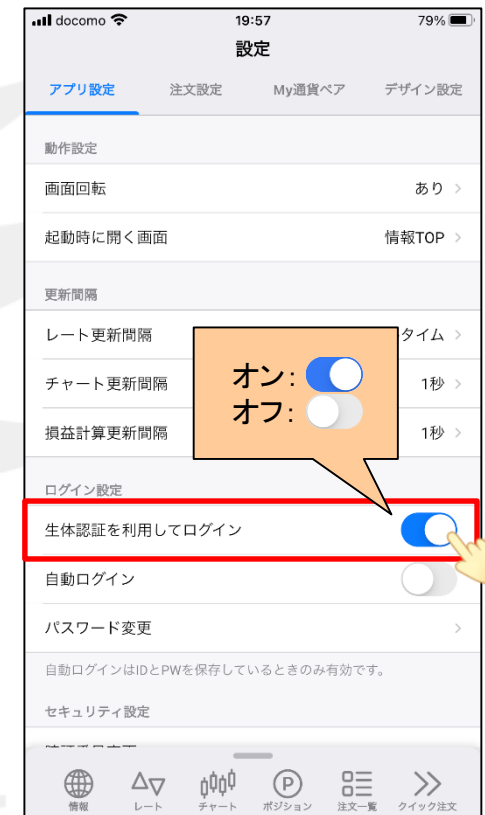 docomo 19:57 79%
設定
アプリ設定 注文設定 My通貨ペア デザイン設定
動作設定
画面回転 あり
起動時に開く画面 情報TOP
更新間隔
レート更新間隔 タイム
チャート更新間隔 1秒
損益計算更新間隔 1秒
オン:
オフ:
ログイン設定
生体認証を利用してログイン
自動ログイン
パスワード変更
自動ログインはIDとPWを保存しているときのみ有効です。
セキュリティ設定
情報 レート チャート ポジション 注文一覧 クイック注文